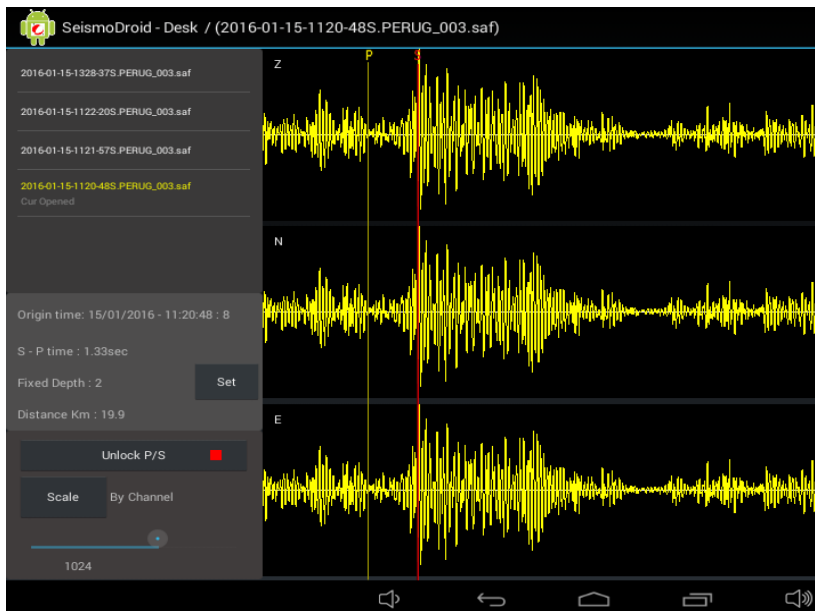 SeismoDroid - Desk / (2016-01-15-1120-48S.PERUG_003.saf)
2016-01-15-1328-37S.PERUG_003.saf
2016-01-15-1122-20S.PERUG_003.saf
2016-01-15-1121-57S.PERUG_003.saf
2016-01-15-1120-48S.PERUG_003.saf
Cur Opened
Origin time: 15/01/2016 - 11:20:48 : 8
S - P time : 1.33sec
Fixed Depth : 2
Set
Distance Km : 19.9
Unlock P/S
Scale
By Channel
1024
P
S
Z
N
E